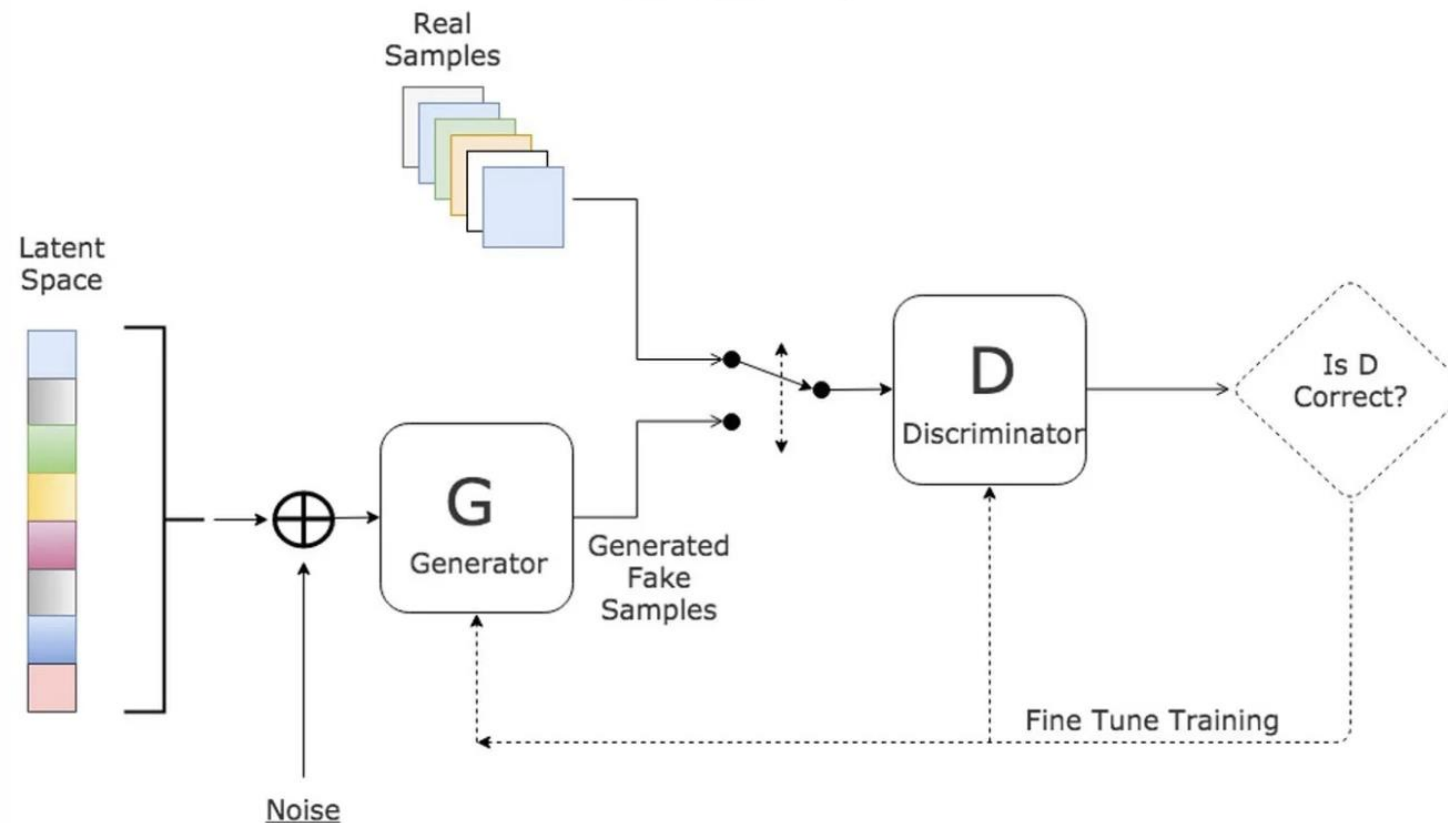 Real
Samples
Latent
Space
Is D
Correct?
D
Discriminator
G
Generator
Generated
Fake
Samples
Fine Tune Training
Noise